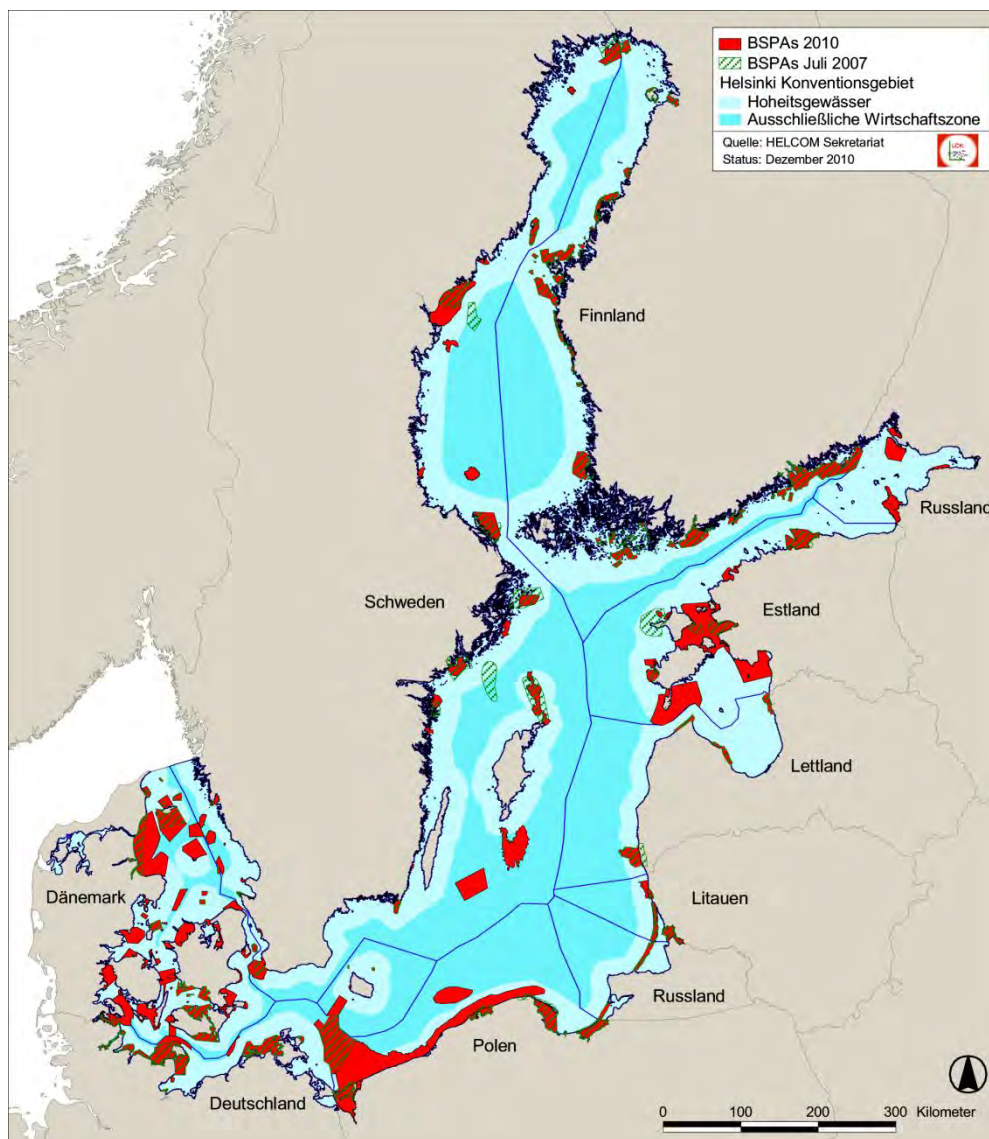 BSPAs 2010
BSPAs Juli 2007
Helsinki Konventionsgebiet
Hoheitsgewässer
Ausschließliche Wirtschaftszone
Quelle: HELCOM Sekretariat
Status: Dezember 2010
Finnland
Russland
Schweden
Estland
Lettland
Dänemark
Litauen
Russland
Polen
Deutschland
0 100 200 300 Kilometer